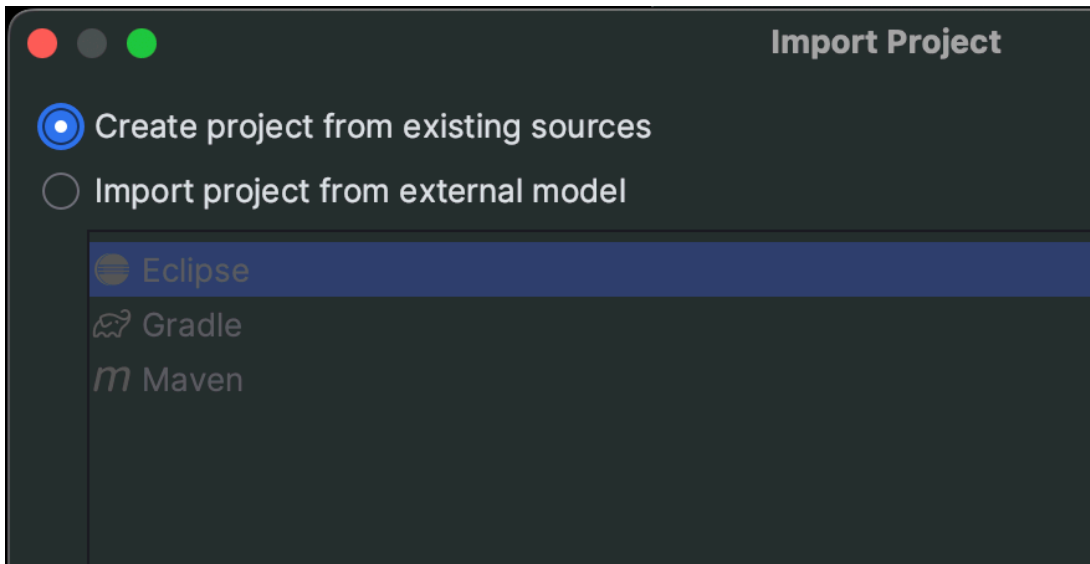 Import Project
Create project from existing sources
Import project from external model
Eclipse
Gradle
m Maven